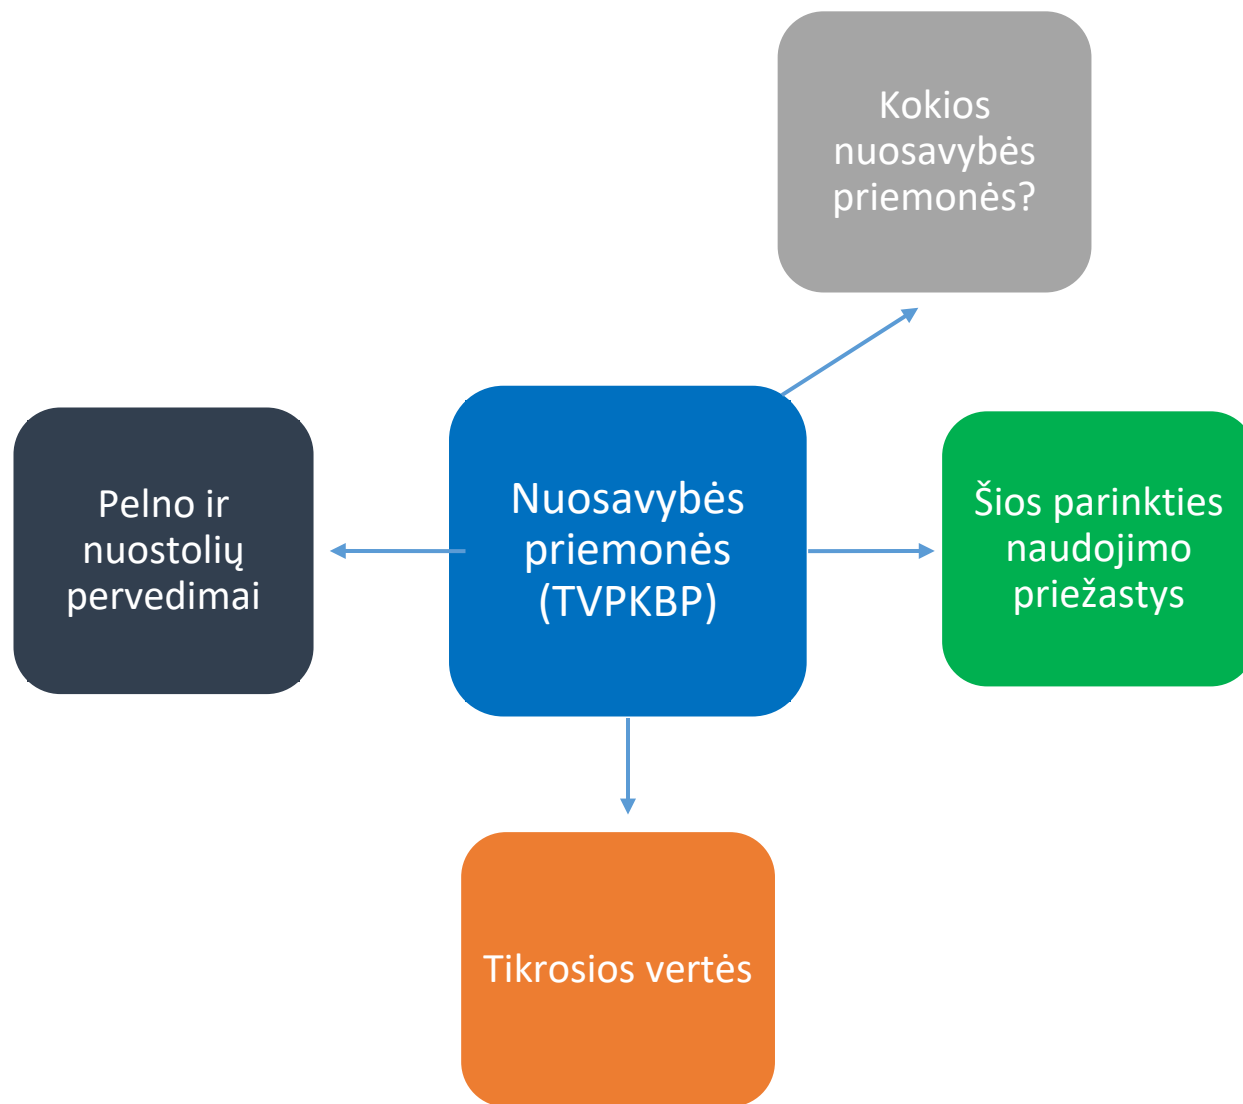 Kokios
nuosavybės
priemonės?
Pelno ir
nuostolių
pervedimai
Nuosavybės
priemonės
(TVPKBP)
Šios parinkties
naudojimo
priežastys
Tikrosios vertės